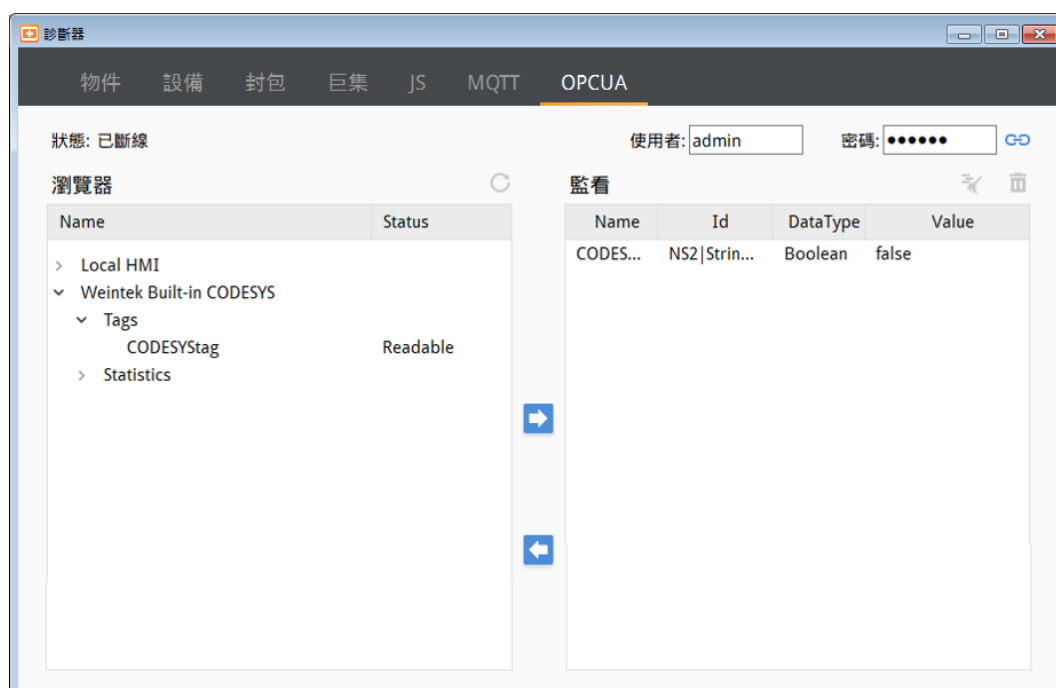 診斷器
物件 設備 封包 巨集 JS MQTT OPCUA
狀態: 已斷線 使用者: admin 密碼: ●●●●●●
瀏覽器 監看
Name Status Name Id DataType Value
CODES... NS2|Strin... Boolean false
Local HMI
Weintek Built-in CODESYS
Tags
CODESYStag Readable
Statistics